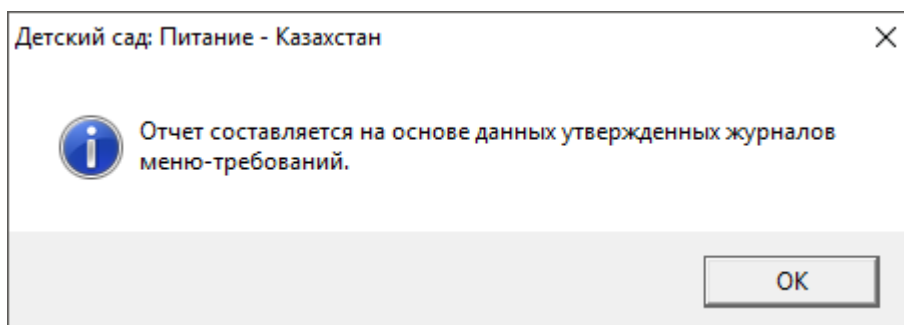 Детский сад: Питание - Казахстан
Отчет составляется на основе данных утвержденных журналов
меню-требований.
OK